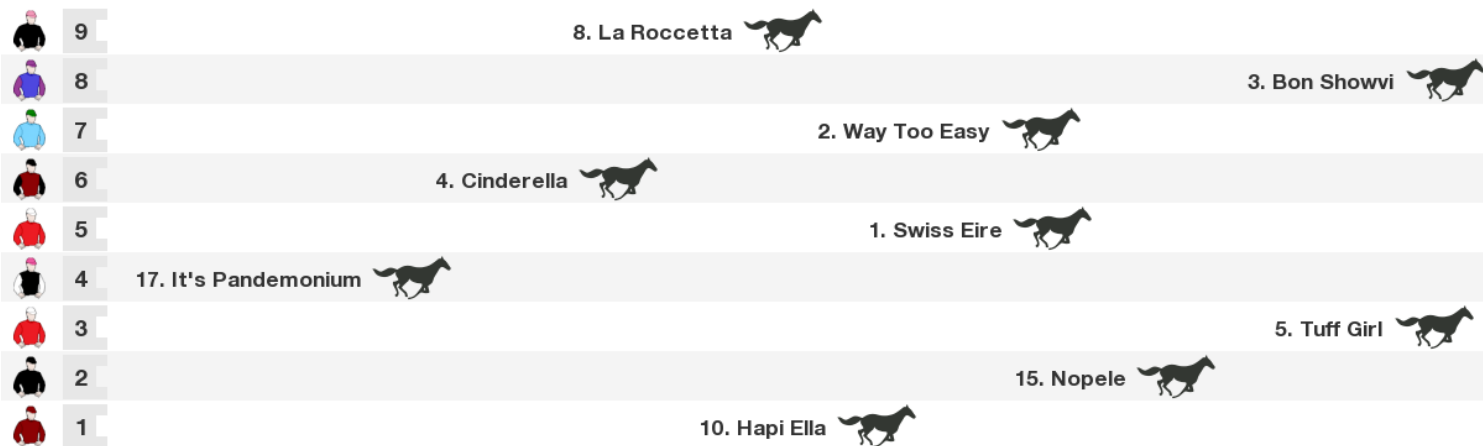 9 8. La Roccetta
8 3. Bon Showvi
7 2. Way Too Easy
6 4. Cinderella
5 1. Swiss Eire
4 17. It's Pandemonium
3 5. Tuff Girl
2 15. Nopele
1 10. Hapi Ella